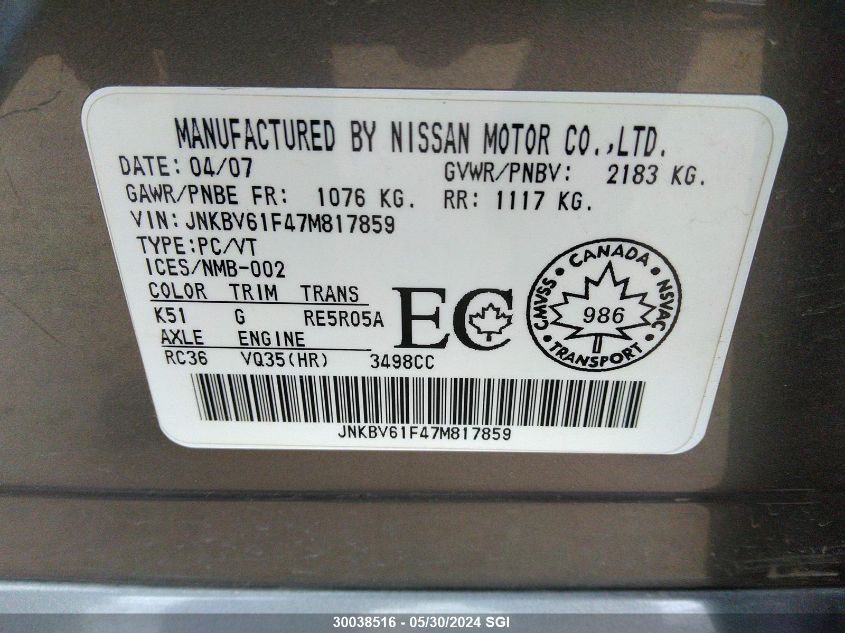 MANUFACTURED BY NISSAN MOTOR CO.,LTD.
DATE: 04/07 GVWR/PNBV: 2183 KG.
GAWR/PNBE FR: 1076 KG. RR: 1117 KG.
VIN: JNKBV61F47M817859
TYPE:PC/VT
ICES/NMB-002
COLOR TRIM TRANS
K51 G RE5R05A
AXLE ENGINE
RC36 VQ35(HR) 3498CC
EC
CANADA
CMVSS 986 NSVAC
TRANSPORT
JNKBV61F47M817859
30038516 - 05/30/2024 SGI